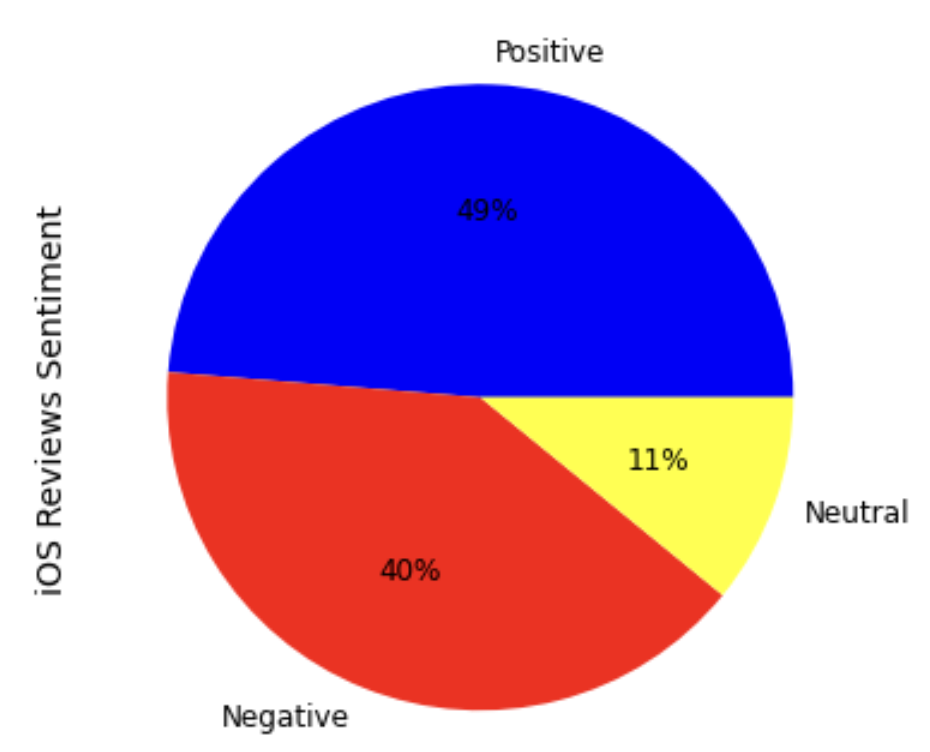 Positive
49%
iOS Reviews Sentiment
11%
Neutral
40%
Negative